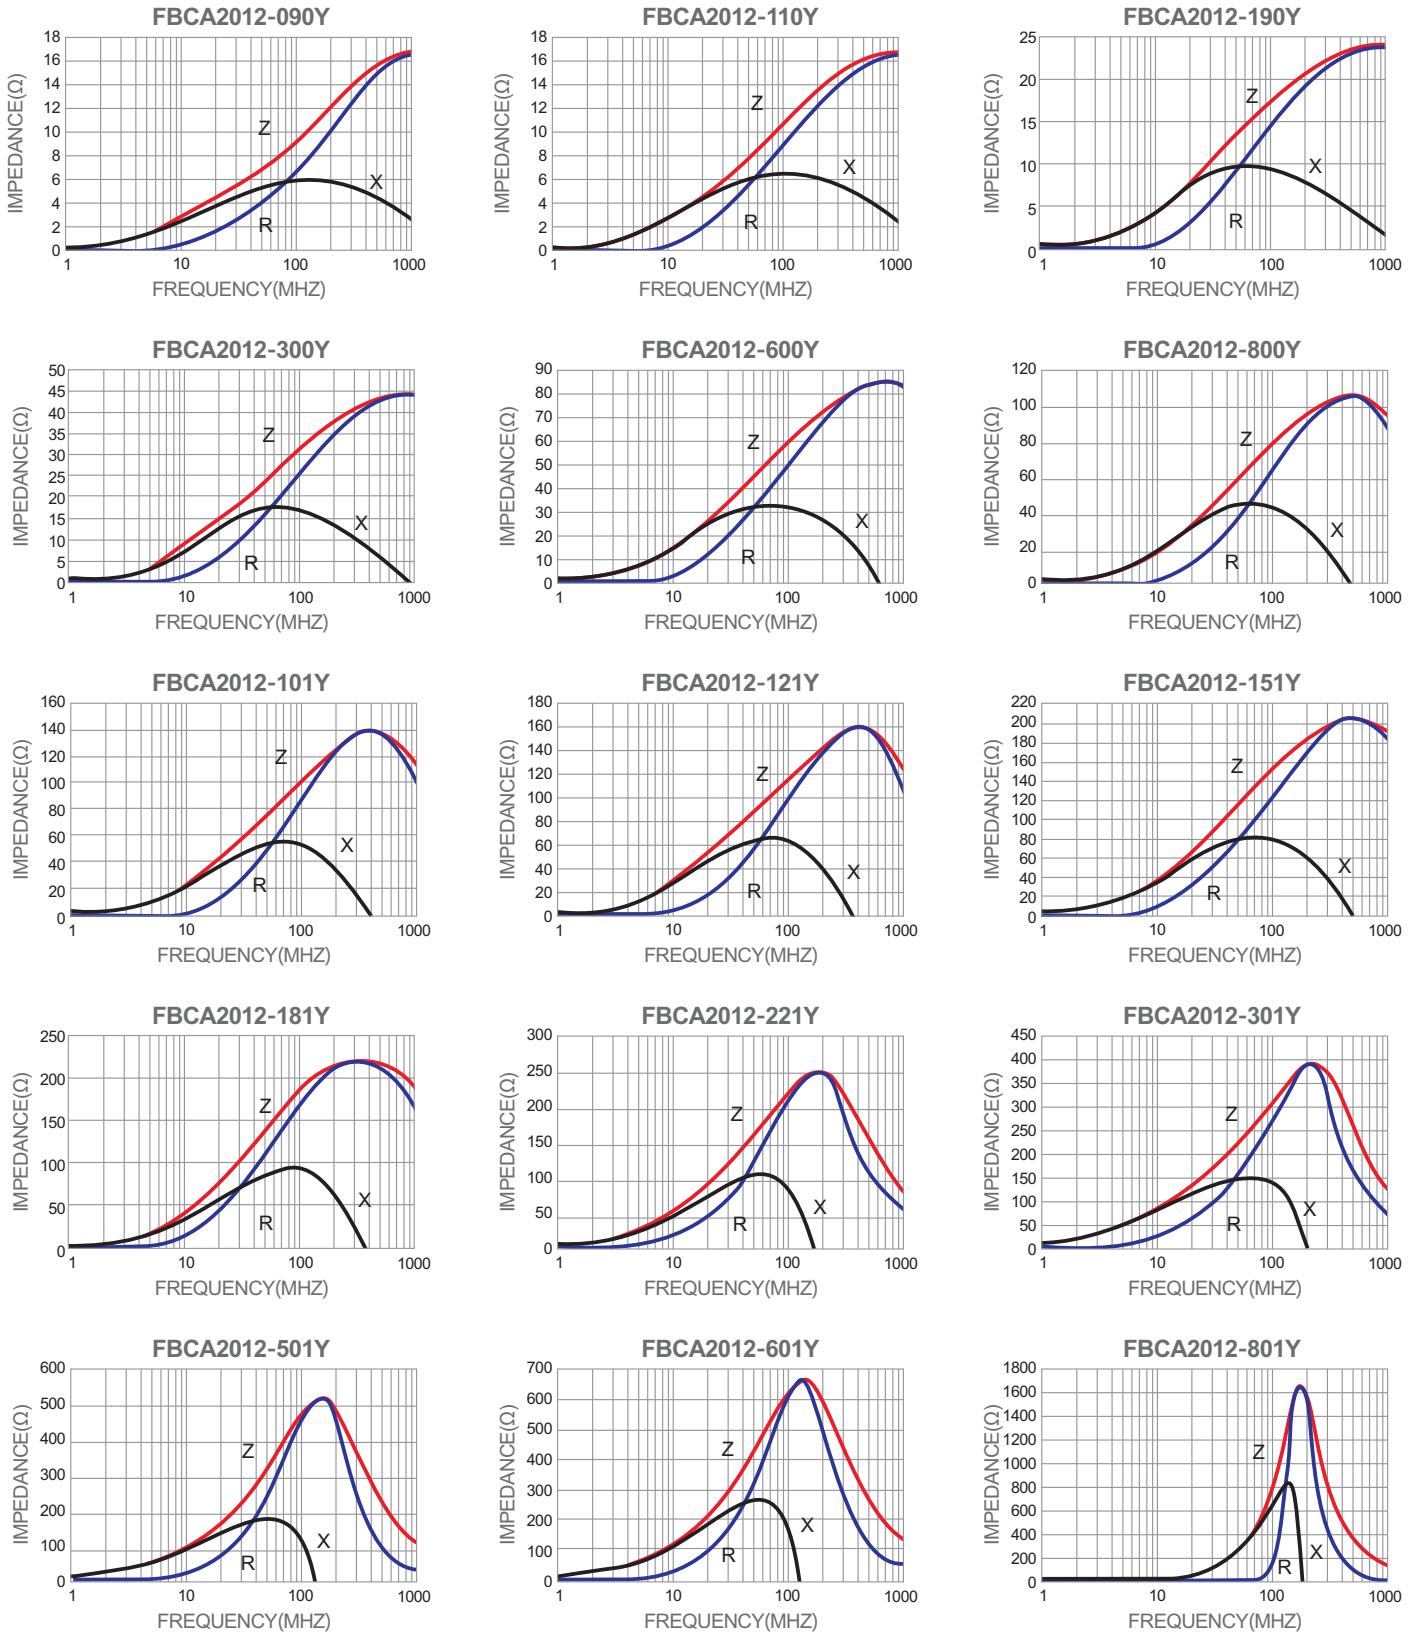 FBCA2012-090Y
IMPEDANCE(Ω)
18
16
14
12
10
8
6
4
2
0
Z
X
R
1 10 100 1000
FREQUENCY(MHZ)
FBCA2012-110Y
IMPEDANCE(Ω)
18
16
14
12
10
8
6
4
2
0
Z
X
R
1 10 100 1000
FREQUENCY(MHZ)
FBCA2012-190Y
IMPEDANCE(Ω)
25
20
15
10
5
0
Z
X
R
1 10 100 1000
FREQUENCY(MHZ)
FBCA2012-300Y
IMPEDANCE(Ω)
50
45
40
35
30
25
20
15
10
5
0
Z
X
R
1 10 100 1000
FREQUENCY(MHZ)
FBCA2012-600Y
IMPEDANCE(Ω)
90
80
70
60
50
40
30
20
10
0
Z
X
R
1 10 100 1000
FREQUENCY(MHZ)
FBCA2012-800Y
IMPEDANCE(Ω)
120
100
80
60
40
20
0
Z
X
R
1 10 100 1000
FREQUENCY(MHZ)
FBCA2012-101Y
IMPEDANCE(Ω)
160
140
120
100
80
60
40
20
0
Z
X
R
1 10 100 1000
FREQUENCY(MHZ)
FBCA2012-121Y
IMPEDANCE(Ω)
180
160
140
120
100
80
60
40
20
0
Z
X
R
1 10 100 1000
FREQUENCY(MHZ)
FBCA2012-151Y
IMPEDANCE(Ω)
220
200
180
160
140
120
100
80
60
40
20
0
Z
X
R
1 10 100 1000
FREQUENCY(MHZ)
FBCA2012-181Y
IMPEDANCE(Ω)
250
200
150
100
50
0
Z
X
R
1 10 100 1000
FREQUENCY(MHZ)
FBCA2012-221Y
IMPEDANCE(Ω)
300
250
200
150
100
50
0
Z
X
R
1 10 100 1000
FREQUENCY(MHZ)
FBCA2012-301Y
IMPEDANCE(Ω)
450
400
350
300
250
200
150
100
50
0
Z
X
R
1 10 100 1000
FREQUENCY(MHZ)
FBCA2012-501Y
IMPEDANCE(Ω)
600
500
400
300
200
100
0
Z
X
R
1 10 100 1000
FREQUENCY(MHZ)
FBCA2012-601Y
IMPEDANCE(Ω)
700
600
500
400
300
200
100
0
Z
X
R
1 10 100 1000
FREQUENCY(MHZ)
FBCA2012-801Y
IMPEDANCE(Ω)
1800
1600
1400
1200
1000
800
600
400
200
0
Z
X
R
1 10 100 1000
FREQUENCY(MHZ)